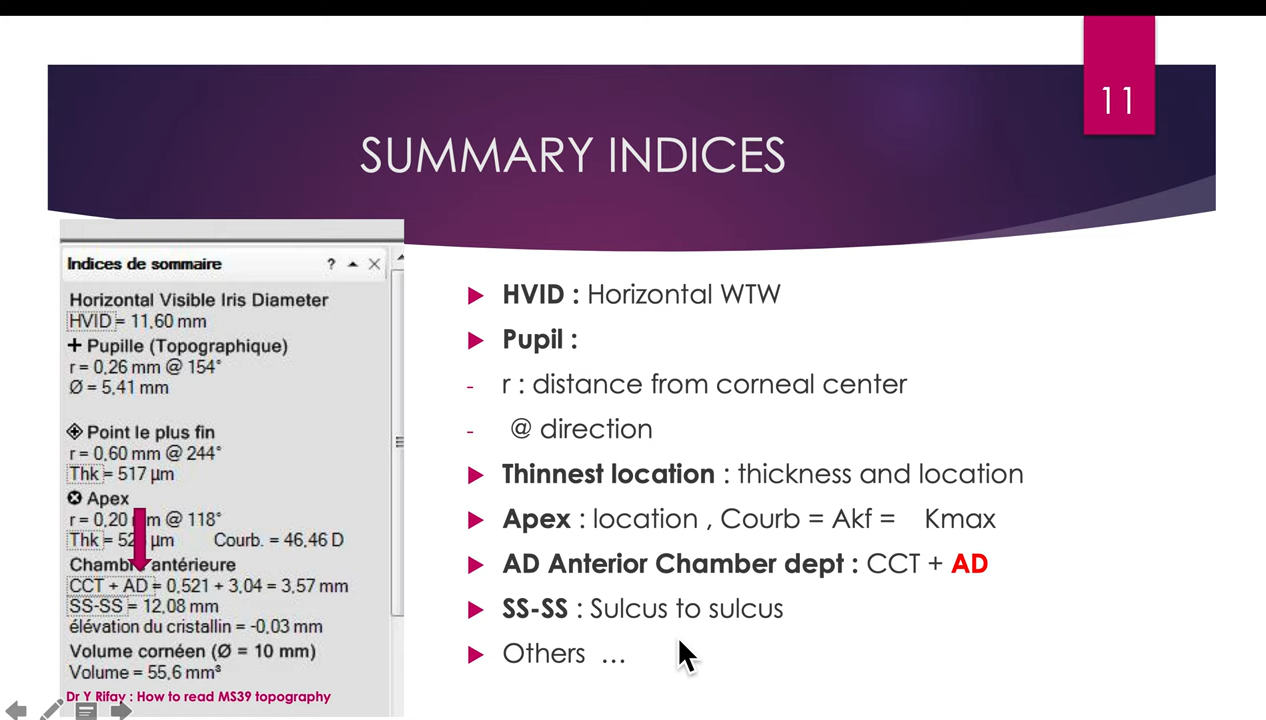 11
SUMMARY INDICES
Indices de sommaire
?
Horizontal Visible Iris Diameter
HVID = 11,60 mm
+ Pupille (Topographique)
r = 0,26 mm @ 154°
Ø = 5,41 mm
Point le plus fin
r = 0,60 mm @ 244°
Thk = 517 µm
Apex
r = 0,20 m @ 118°
Thk = 52 µm Courb. = 46,46 D
Chamb antérieure
CCT + AD = 0,521 + 3,04 = 3,57 mm
SS-SS = 12,08 mm
élévation du cristallin = -0,03 mm
Volume cornéen (Ø = 10 mm)
Volume = 55,6 mm³
Dr Y Rifay : How to read MS39 topography
HVID : Horizontal WTW
Pupil :
- r : distance from corneal center
- @ direction
Thinnest location : thickness and location
Apex : location , Courb = Akf = Kmax
AD Anterior Chamber dept : CCT + AD
SS-SS : Sulcus to sulcus
Others ...